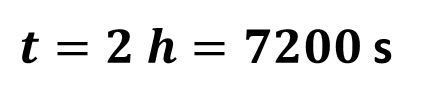 t = 2 h = 7200 s